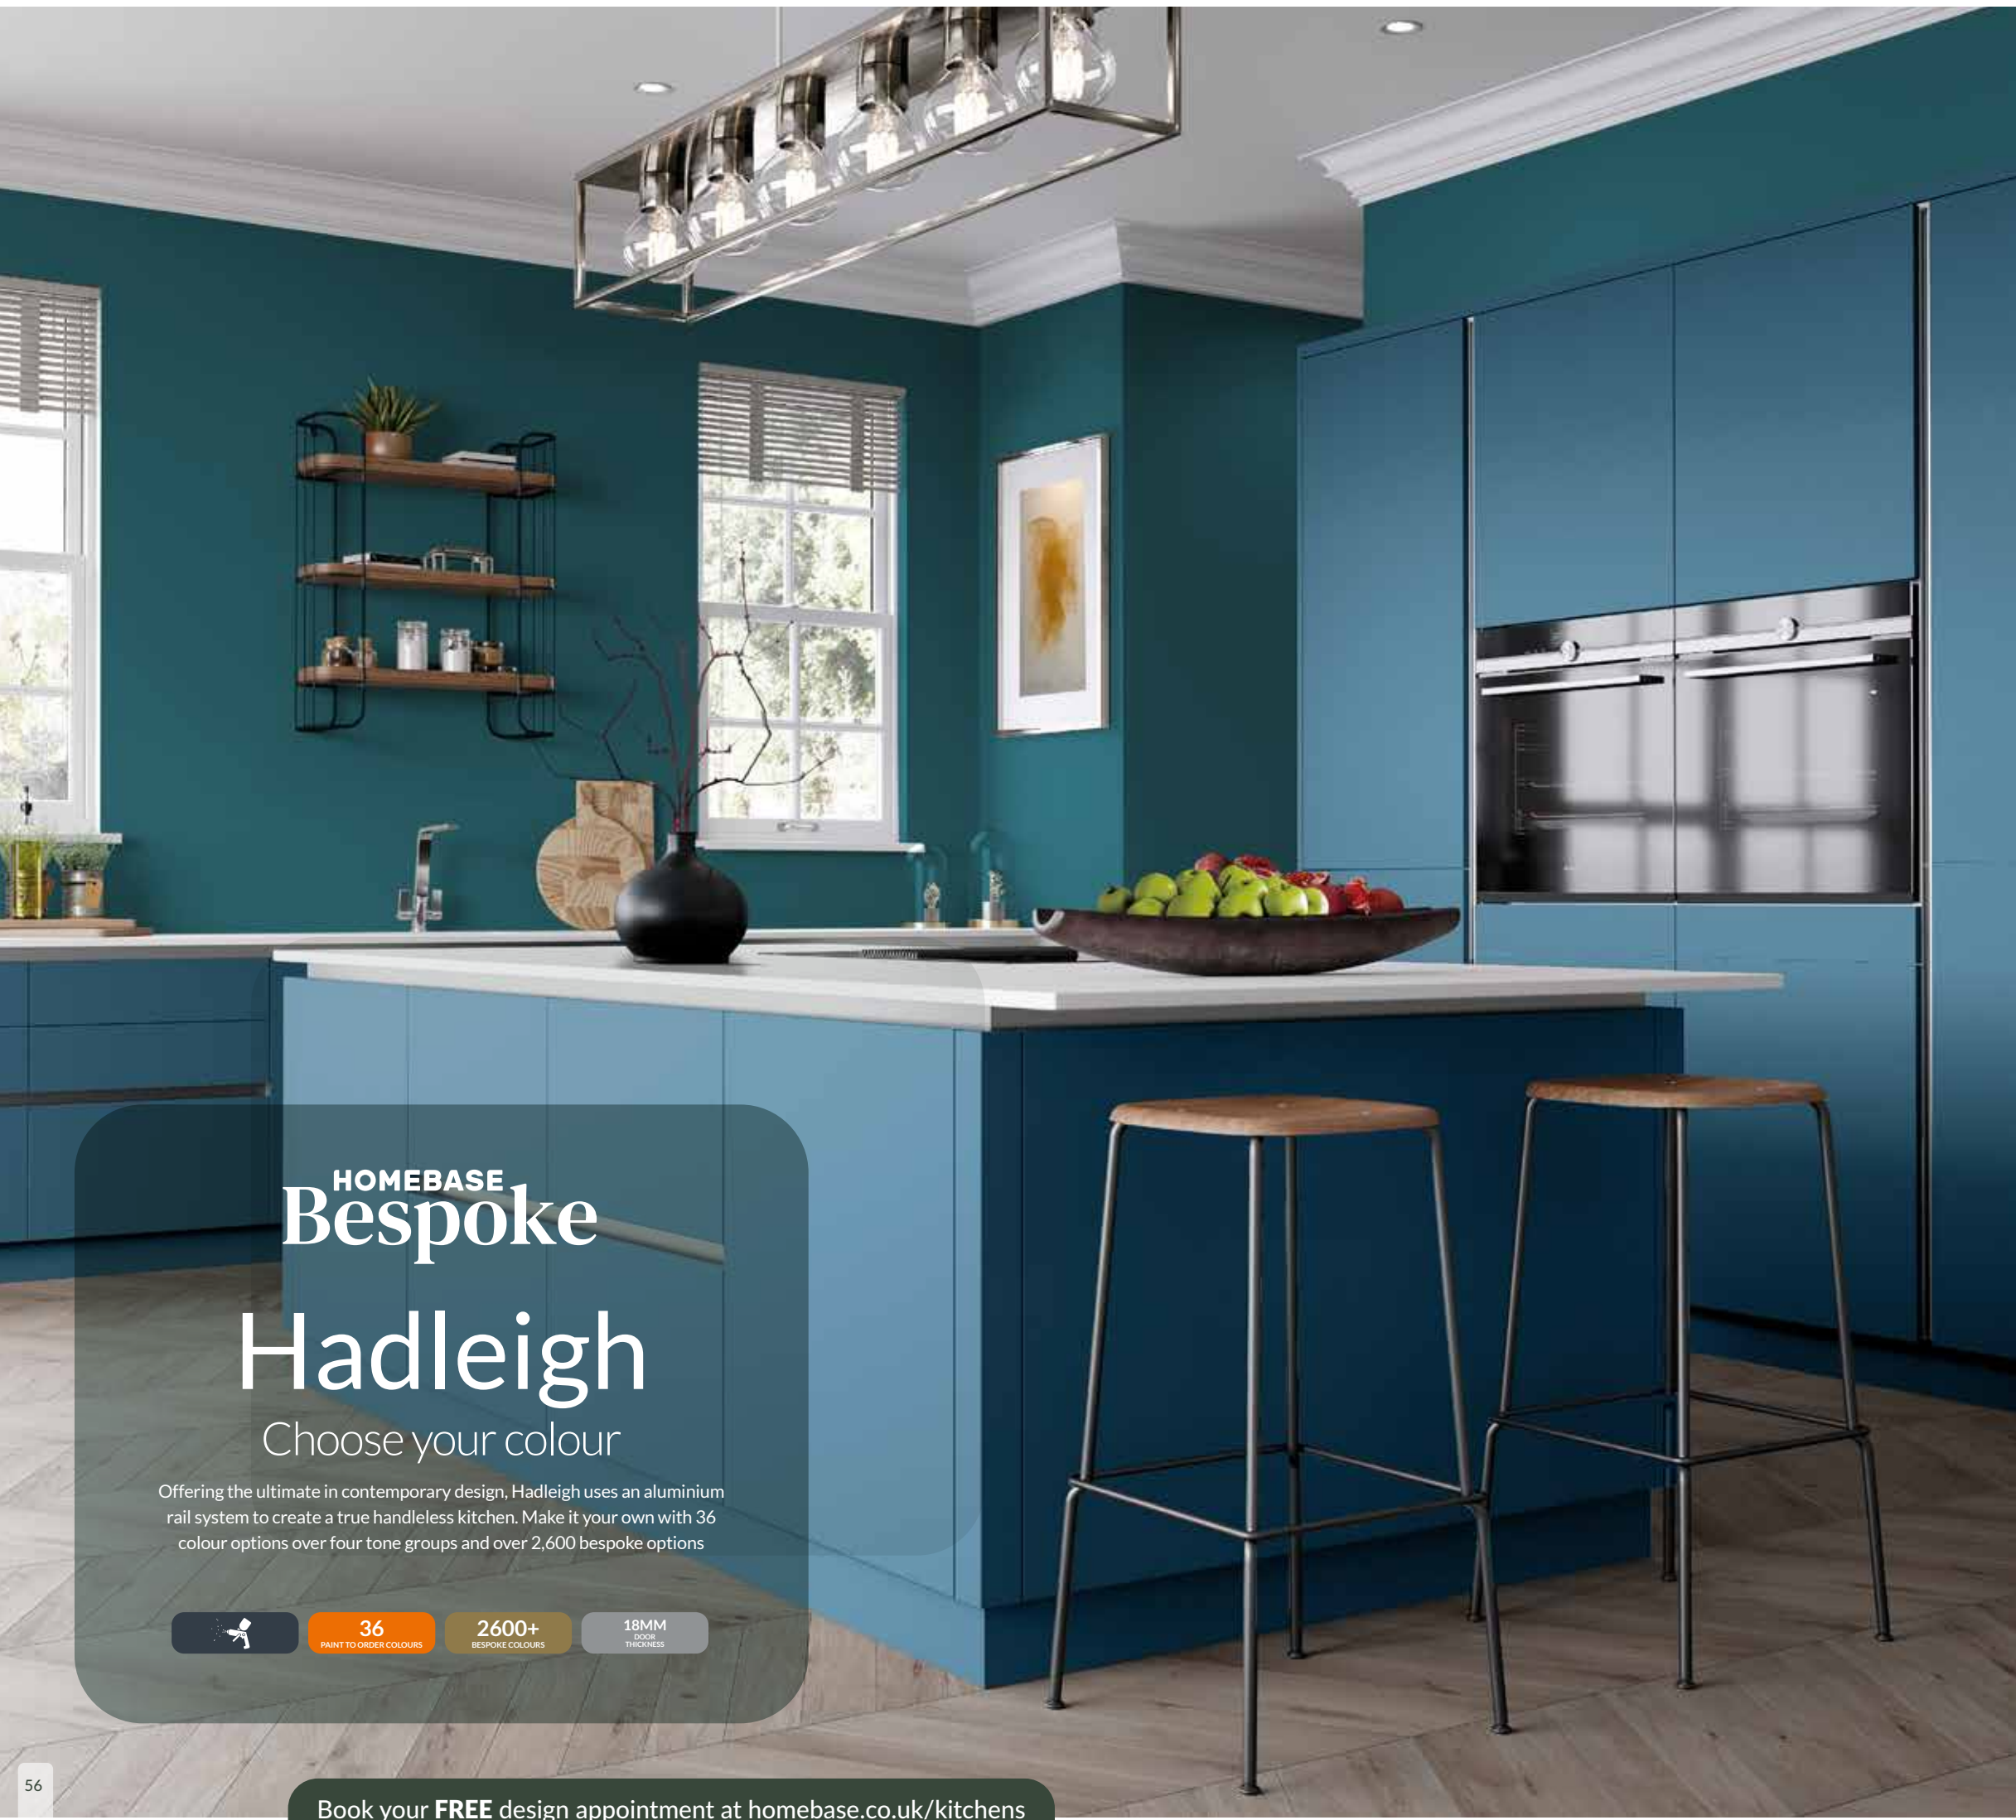 HOMEBASE
Bespoke
Hadleigh
Choose your colour
Offering the ultimate in contemporary design, Hadleigh uses an aluminium
rail system to create a true handleless kitchen. Make it your own with 36
colour options over four tone groups and over 2,600 bespoke options
36
PAINT TO ORDER COLOURS
2600+
BESPOKE COLOURS
18MM
DOOR
THICKNESS
56
Book your FREE design appointment at homebase.co.uk/kitchens